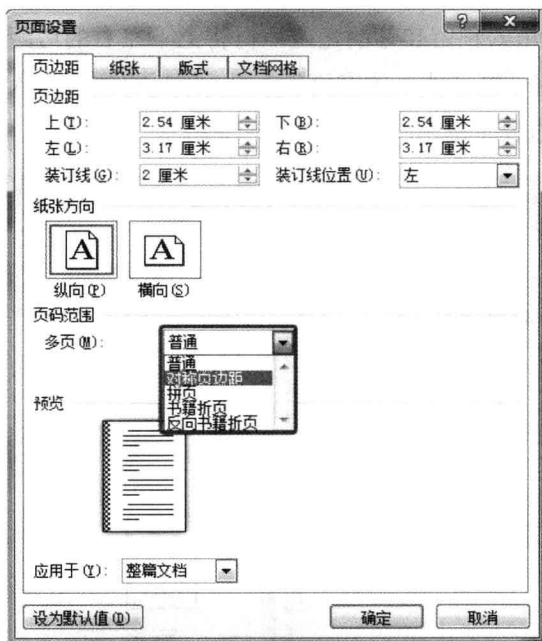 页面设置
页边距 纸张 版式 文档网格
页边距
上(T): 2.54 厘米 下(B): 2.54 厘米
左(L): 3.17 厘米 右(R): 3.17 厘米
装订线(G): 2 厘米 装订线位置(U): 左
纸张方向
A A
纵向(P) 横向(S)
页码范围
多页(M): 普通
普通
对称页边距
拼页
书籍折页
反向书籍折页
预览
应用于(Y): 整篇文档
设为默认值(D) 确定 取消